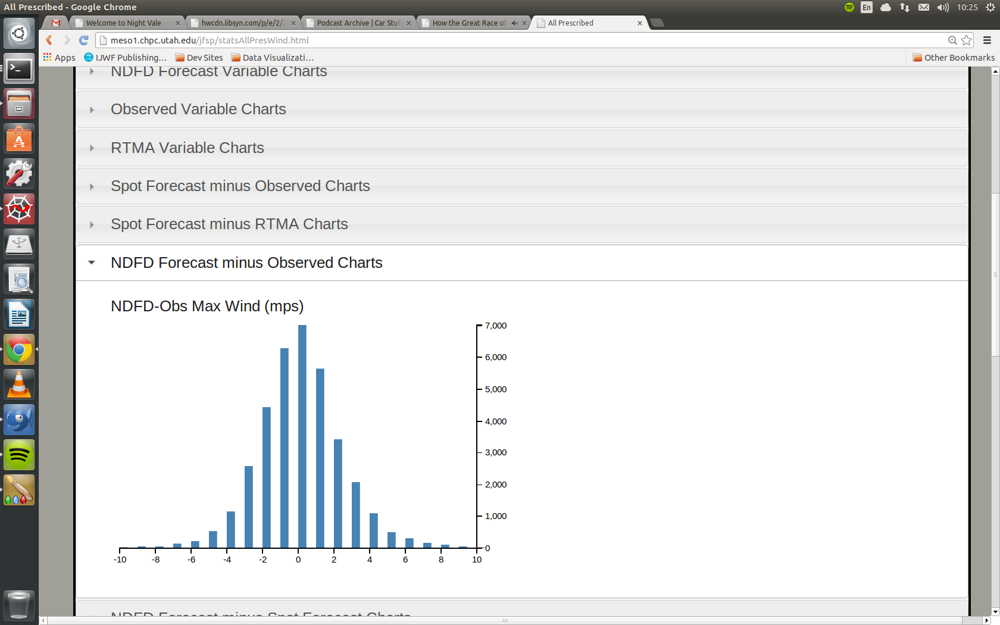 All Prescribed - Google Chrome
En
10:25
Welcome to Night Vale
hwcdn.libsyn.com/p/e/2/
Podcast Archive | Car Stuf
How the Great Race of
All Prescribed
meso1.chpc.utah.edu/jfsp/statsAllPresWind.html
Apps
IJWF Publishing...
Dev Sites
Data Visualizati...
Other Bookmarks
NDFD Forecast Variable Charts
Observed Variable Charts
RTMA Variable Charts
Spot Forecast minus Observed Charts
Spot Forecast minus RTMA Charts
NDFD Forecast minus Observed Charts
NDFD-Obs Max Wind (mps)
7,000
6,000
5,000
4,000
3,000
2,000
1,000
0
-10 -8 -6 -4 -2 0 2 4 6 8 10
NDFD Forecast minus Spot Forecast Charts